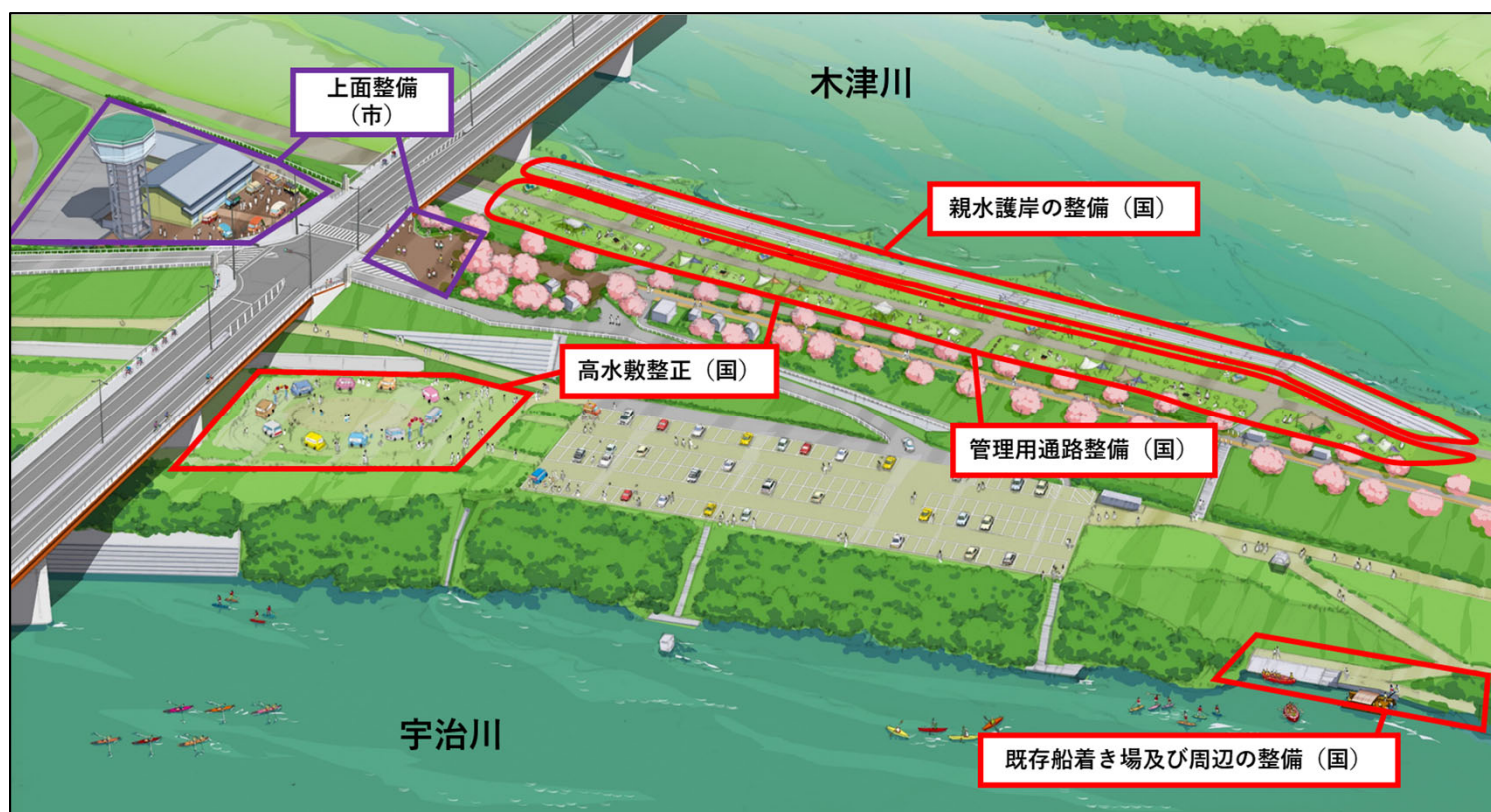 木津川
上面整備
（市）
親水護岸の整備（国）
高水敷整正（国）
管理用通路整備（国）
宇治川
既存船着き場及び周辺の整備（国）